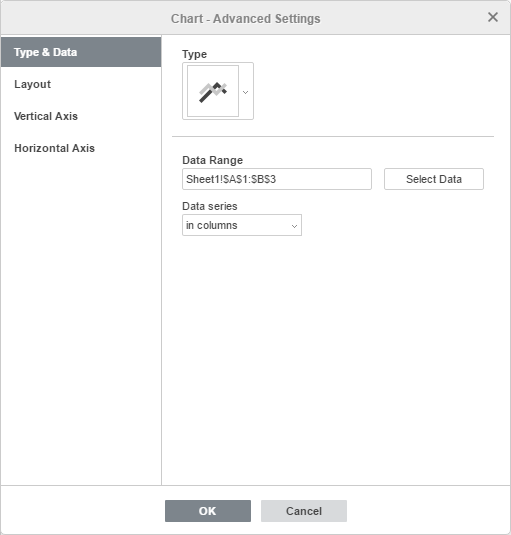 Chart - Advanced Settings
Type & Data
Layout
Vertical Axis
Horizontal Axis
Type
Data Range
Sheet1!$A$1:$B$3
Select Data
Data series
in columns
OK
Cancel